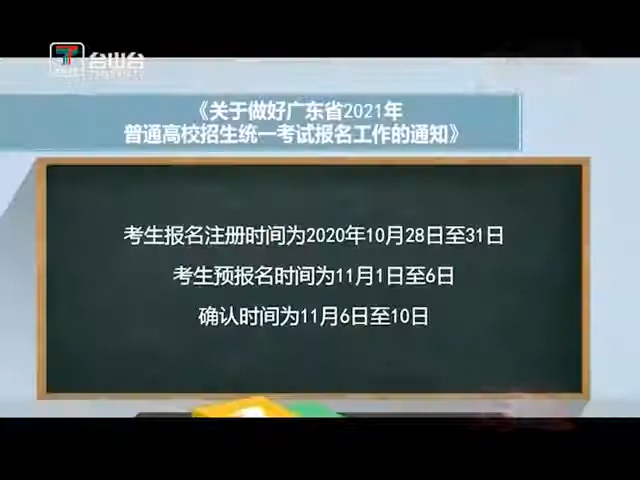 台山台
《关于做好广东省2021年
普通高校招生统一考试报名工作的通知》
考生报名注册时间为2020年10月28日至31日
考生预报名时间为11月1日至6日
确认时间为11月6日至10日